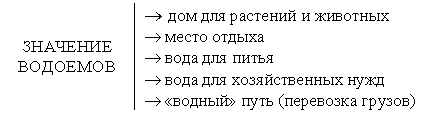 ЗНАЧЕНИЕ
ВОДОЕМОВ
→ дом для растений и животных
→ место отдыха
→ вода для питья
→ вода для хозяйственных нужд
→ «водный» путь (перевозка грузов)